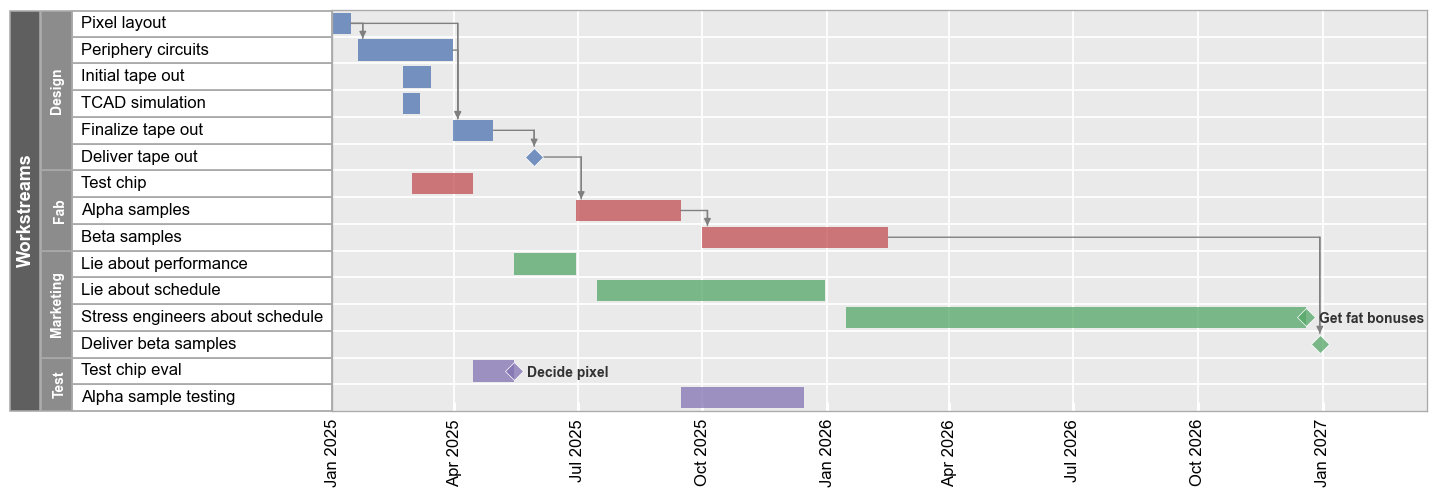 Workstreams
Design
Pixel layout
Periphery circuits
Initial tape out
TCAD simulation
Finalize tape out
Deliver tape out
Fab
Test chip
Alpha samples
Beta samples
Marketing
Lie about performance
Lie about schedule
Stress engineers about schedule
Get fat bonuses
Deliver beta samples
Test
Test chip eval
Decide pixel
Alpha sample testing
Jan 2025
Apr 2025
Jul 2025
Oct 2025
Jan 2026
Apr 2026
Jul 2026
Oct 2026
Jan 2027